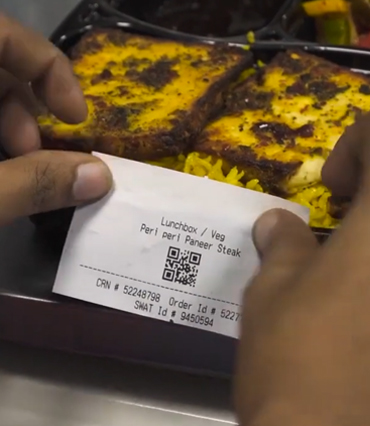 Lunchbox / Veg
Peri peri Paneer Steak
CRN # 52248798 Order Id # 5227
SWAT Id # 9450594